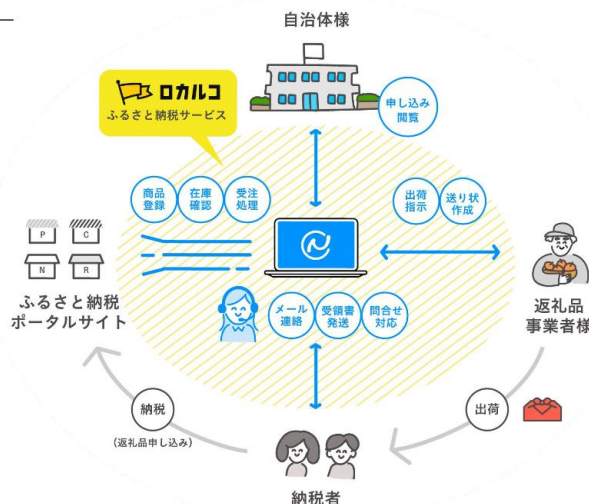 自治体様
ロカルコ
ふるさと納税サービス
申し込み
閲覧
商品
登録
在庫
確認
受注
処理
出荷
指示
送り状
作成
P
C
N
R
ふるさと納税
ポータルサイト
メール
連絡
受領書
発送
問合せ
対応
返礼品
事業者様
納税
(返礼品申し込み)
出荷
納税者